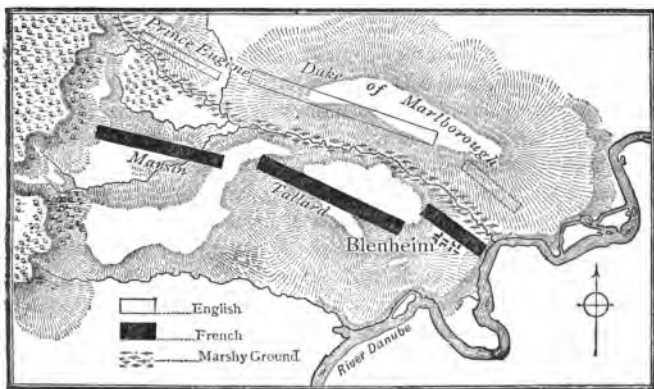 Prince Eugene
Duke of Marlborough
Marsin
Tallard
Blenheim
English
French
Marshy Ground
River Danube